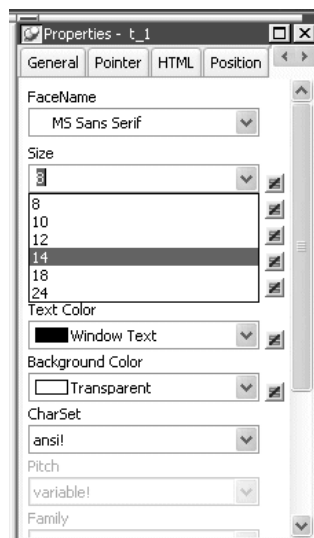 Properties - t_1
General Pointer HTML Position
FaceName
MS Sans Serif
Size
8
8
10
12
14
18
24
Text Color
Window Text
Background Color
Transparent
CharSet
ansi!
Pitch
variable!
Family